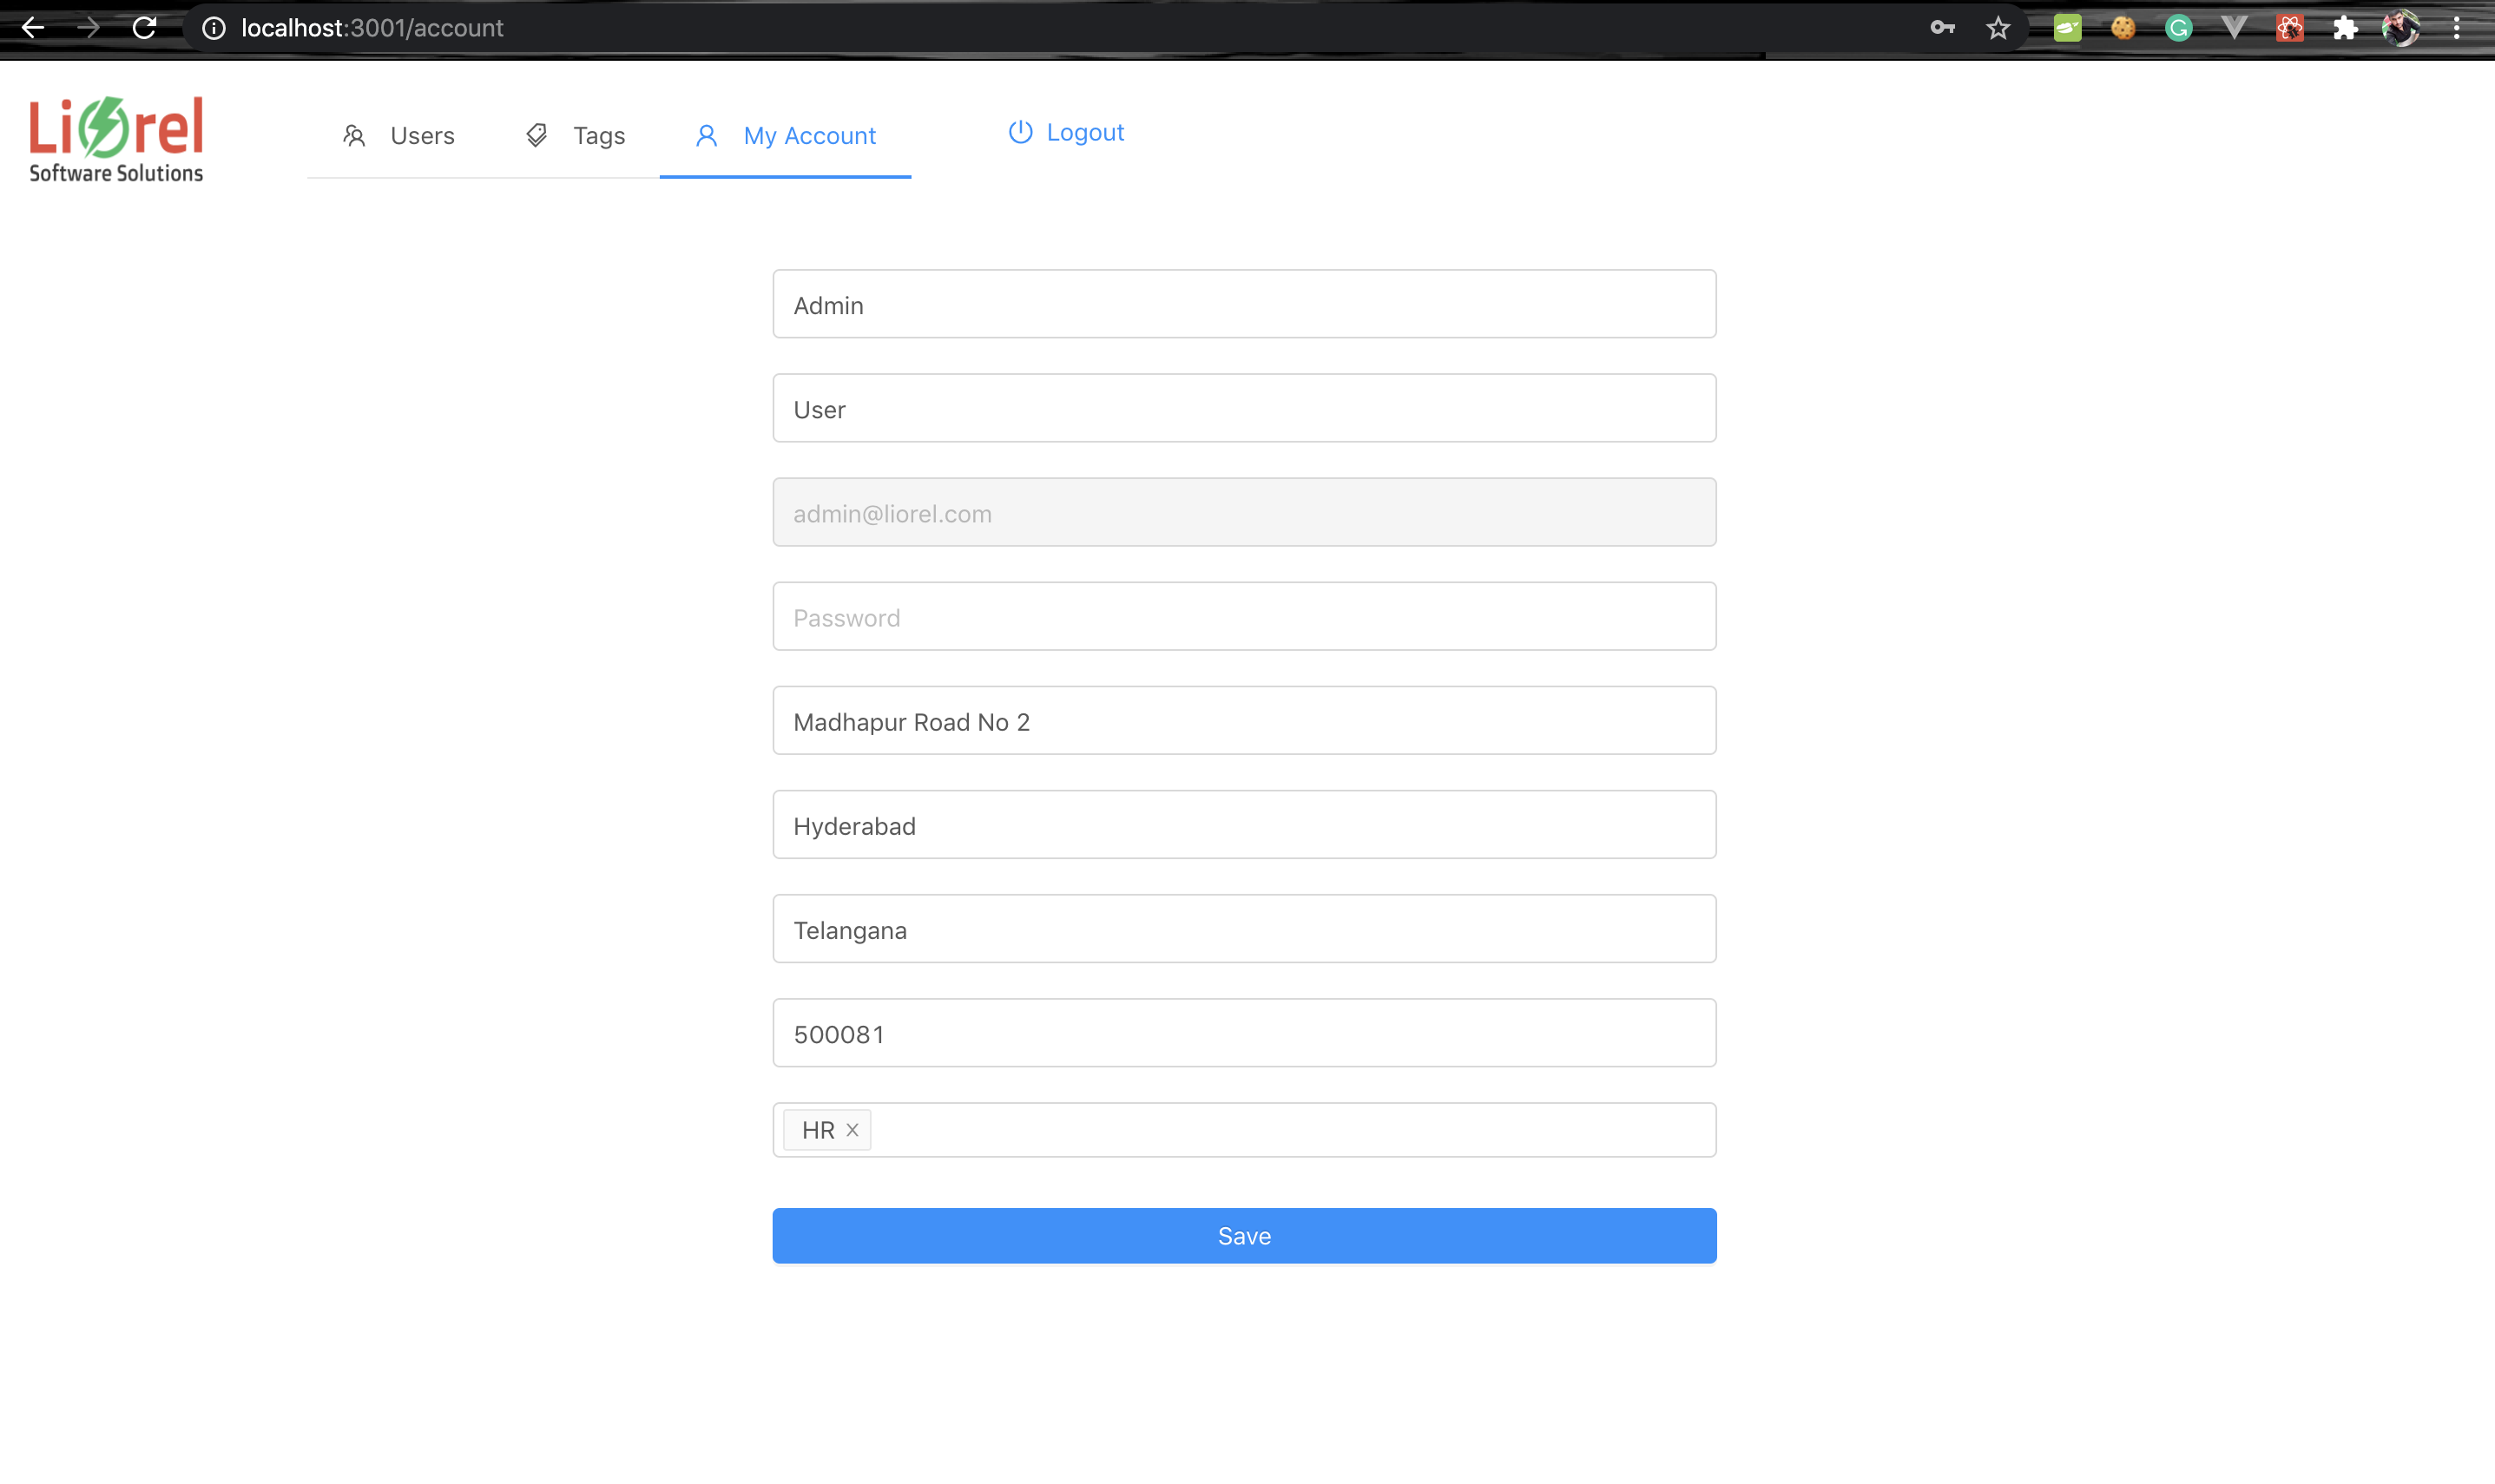 localhost:3001/account
Liorel
Software Solutions
Users
Tags
My Account
Logout
Admin
User
admin@liorel.com
Password
Madhapur Road No 2
Hyderabad
Telangana
500081
HR
Save